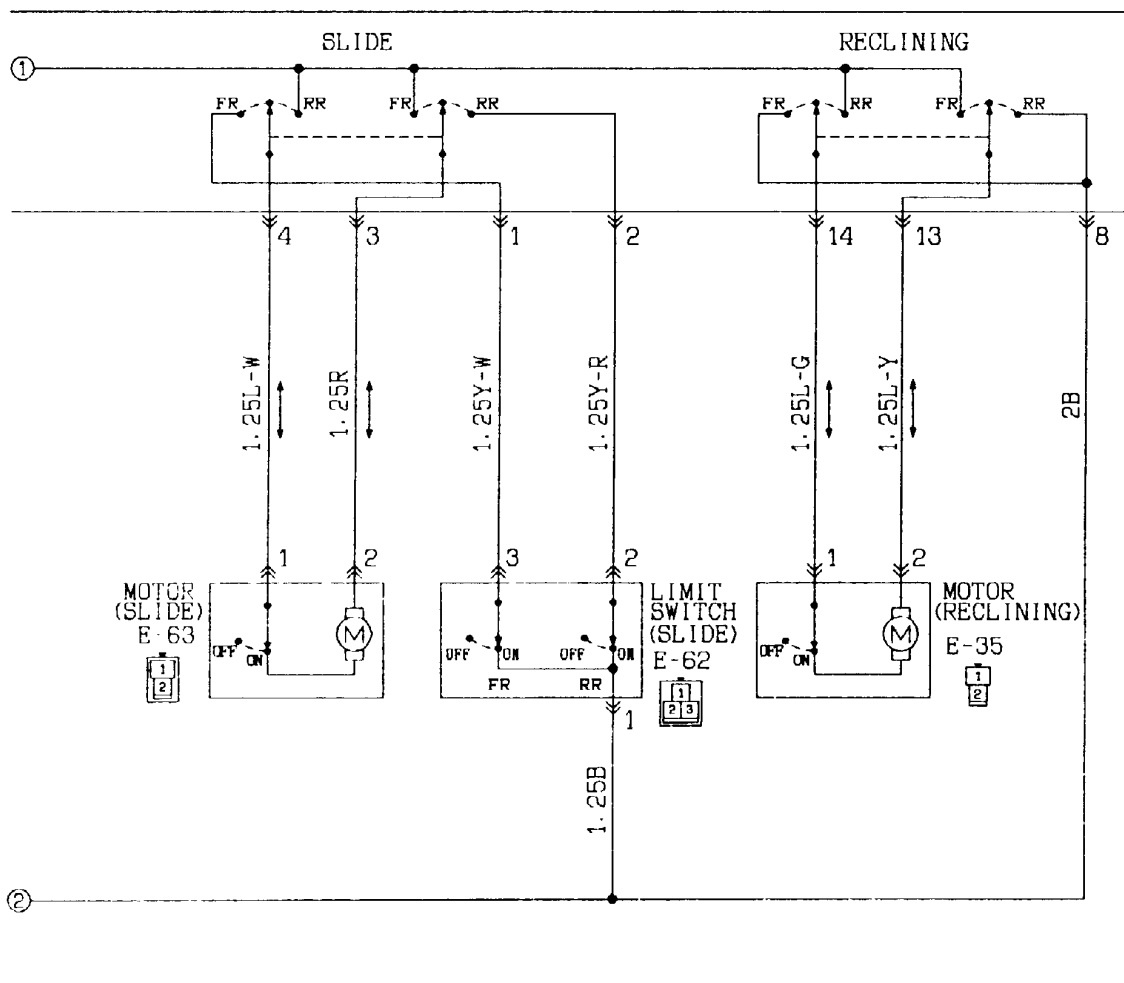 SLIDE
RECLINING
1
FR RR FR RR FR RR FR RR
4 3 1 2 14 13 8
1.25L-W
1.25R
1.25Y-W
1.25Y-R
1.25L-G
1.25L-Y
2B
1 2 3 2 1 2
MOTOR
(SLIDE)
E-63
1
2
OFF ON
M
OFF ON OFF ON
FR RR
LIMIT
SWITCH
(SLIDE)
E-62
1
2 3
OFF ON
M
MOTOR
(RECLINING)
E-35
1
2
1
1.25B
2